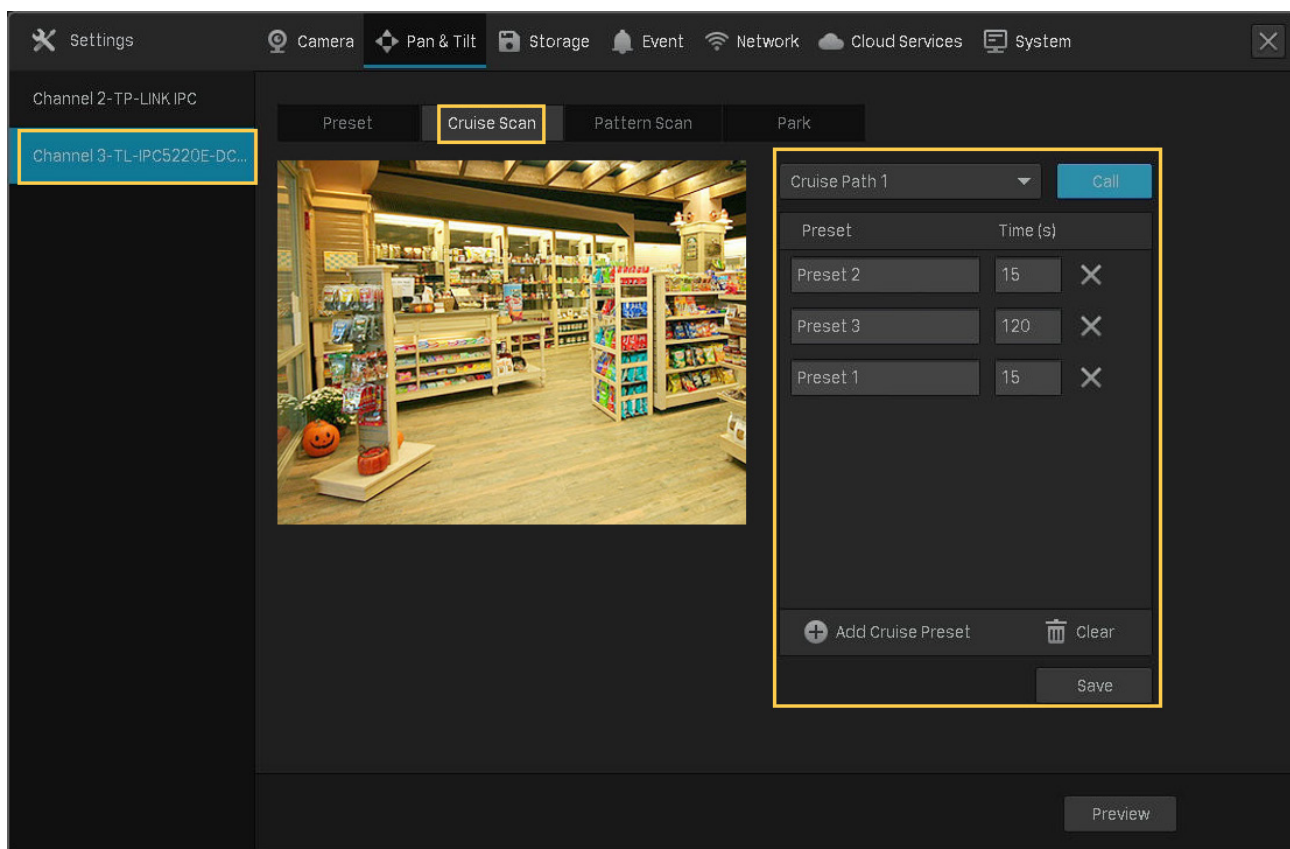 Settings
Camera
Pan & Tilt
Storage
Event
Network
Cloud Services
System
Channel 2-TP-LINK IPC
Channel 3-TL-IPC5220E-DC...
Preset
Cruise Scan
Pattern Scan
Park
Cruise Path 1
Call
Preset Time (s)
Preset 2 15
Preset 3 120
Preset 1 15
Add Cruise Preset
Clear
Save
Preview